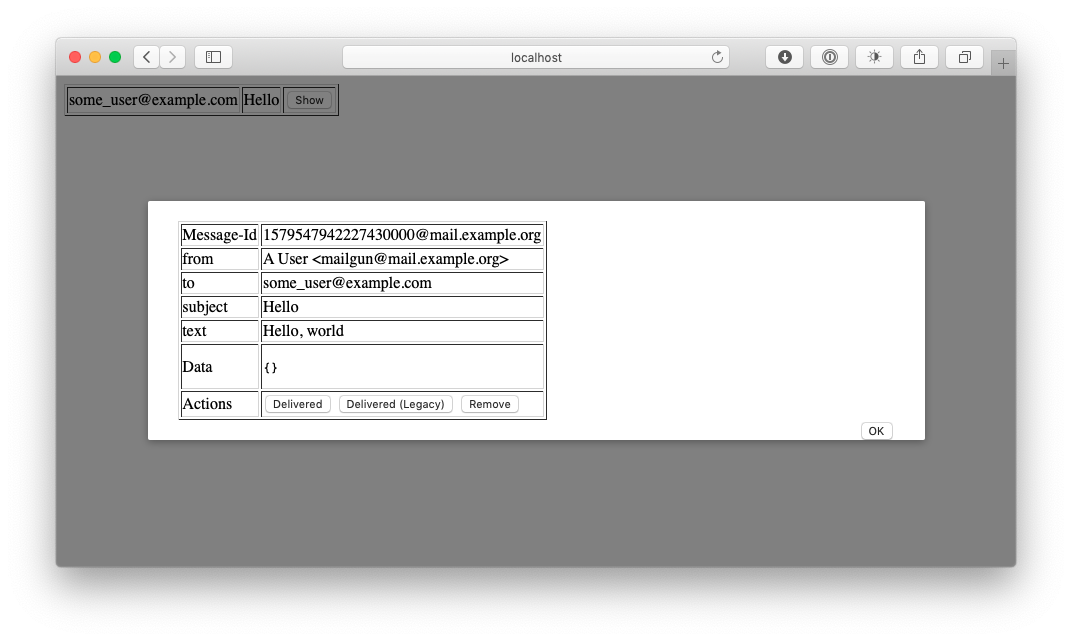 localhost
some_user@example.com Hello Show
Message-Id 1579547942227430000@mail.example.org
from A User <mailgun@mail.example.org>
to some_user@example.com
subject Hello
text Hello, world
Data {}
Actions Delivered Delivered (Legacy) Remove
OK